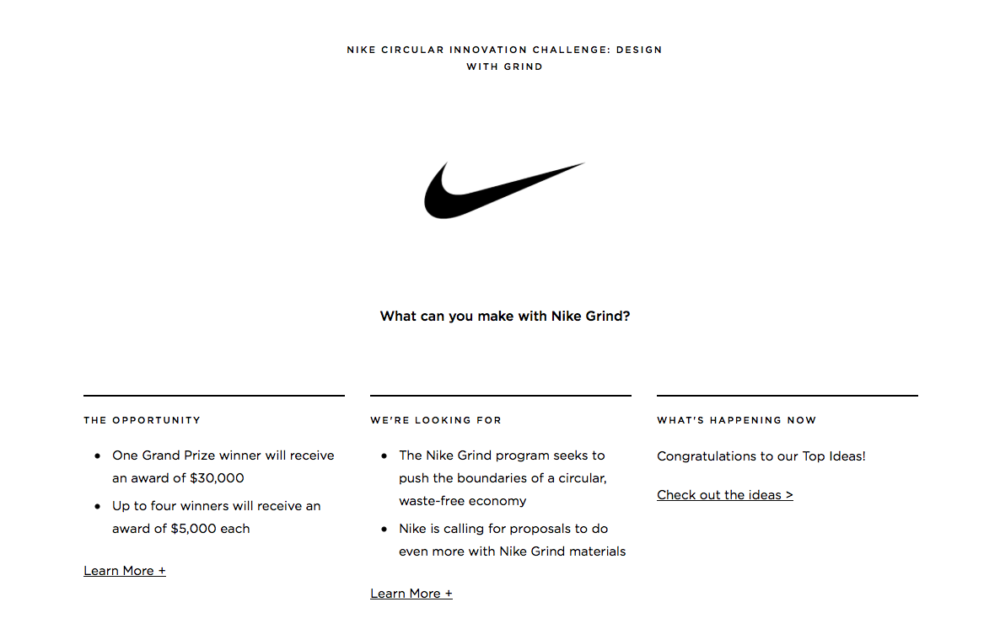 NIKE CIRCULAR INNOVATION CHALLENGE: DESIGN
WITH GRIND
What can you make with Nike Grind?
THE OPPORTUNITY
• One Grand Prize winner will receive
an award of $30,000
• Up to four winners will receive an
award of $5,000 each
Learn More +
WE'RE LOOKING FOR
• The Nike Grind program seeks to
push the boundaries of a circular,
waste-free economy
• Nike is calling for proposals to do
even more with Nike Grind materials
Learn More +
WHAT'S HAPPENING NOW
Congratulations to our Top Ideas!
Check out the ideas >